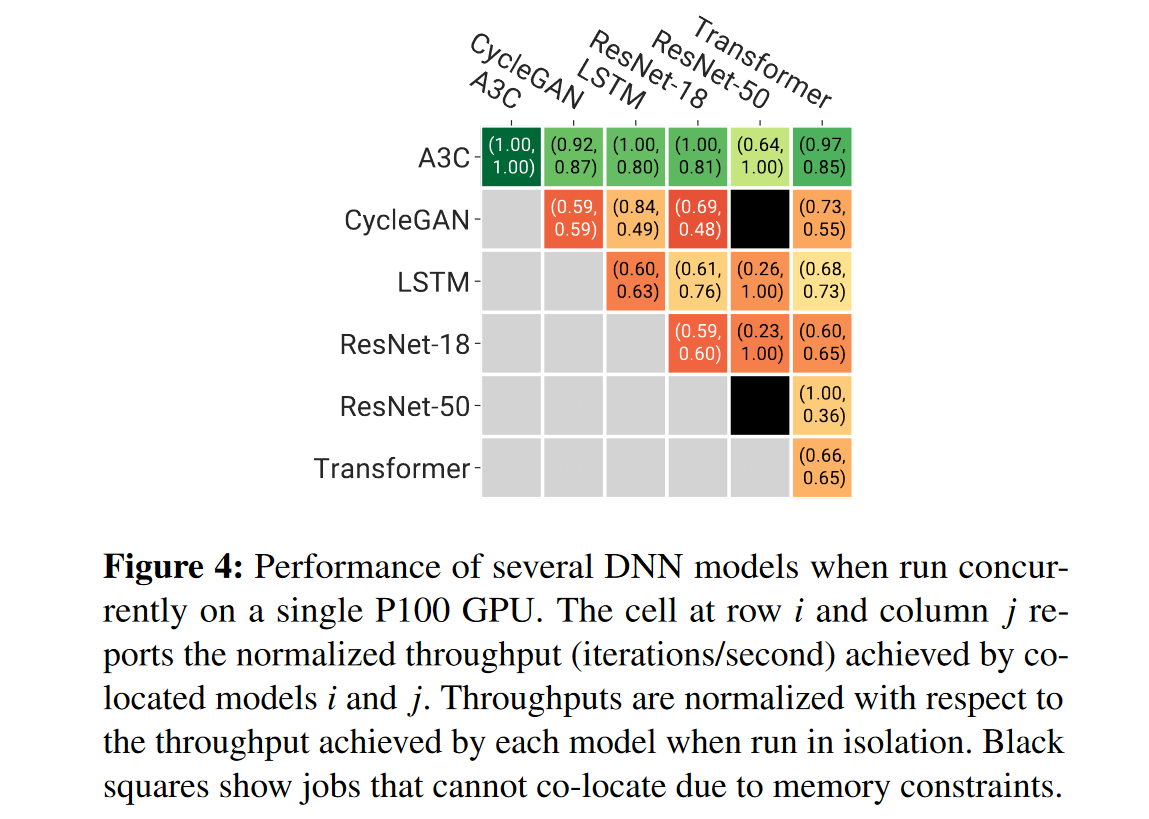 A3C
CycleGAN
LSTM
ResNet-18
ResNet-50
Transformer
A3C (1.00, 1.00) (0.92, 0.87) (1.00, 0.80) (1.00, 0.81) (0.64, 1.00) (0.97, 0.85)
CycleGAN (0.59, 0.59) (0.84, 0.49) (0.69, 0.48) (0.73, 0.55)
LSTM (0.60, 0.63) (0.61, 0.76) (0.26, 1.00) (0.68, 0.73)
ResNet-18 (0.59, 0.60) (0.23, 1.00) (0.60, 0.65)
ResNet-50 (1.00, 0.36)
Transformer (0.66, 0.65)
Figure 4: Performance of several DNN models when run concur-
rently on a single P100 GPU. The cell at row i and column j re-
ports the normalized throughput (iterations/second) achieved by co-
located models i and j. Throughputs are normalized with respect to
the throughput achieved by each model when run in isolation. Black
squares show jobs that cannot co-locate due to memory constraints.